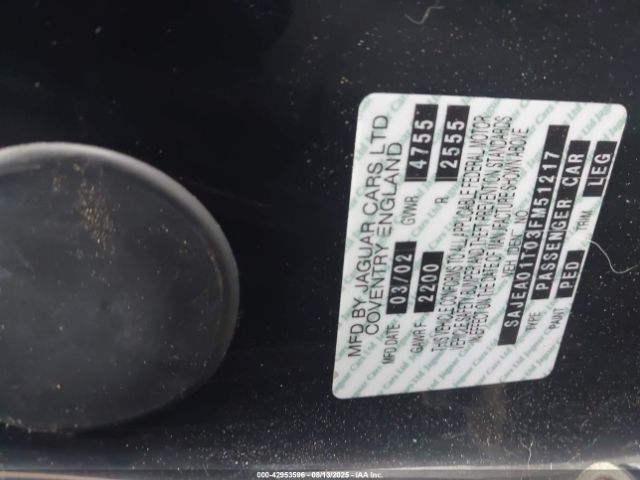 MFD BY JAGUAR CARS LTD
COVENTRY ENGLAND
MFD DATE: 03/02 GVWR 4755
GAWR F: 2200 R 2555
THIS VEHICLE CONFORMS TO ALL APPLICABLE FEDERAL MOTOR
VEHICLE SAFETY, BUMPER AND THEFT PREVENTION STANDARDS
IN EFFECT ON THE DATE OF MANUFACTURE SHOWN ABOVE
VEH. IDENT. NO.
SAJEA01T03FM51217
TYPE PASSENGER CAR
PAINT PED TRIM LEG
000-42953596 - 08/13/2025 - IAA Inc.